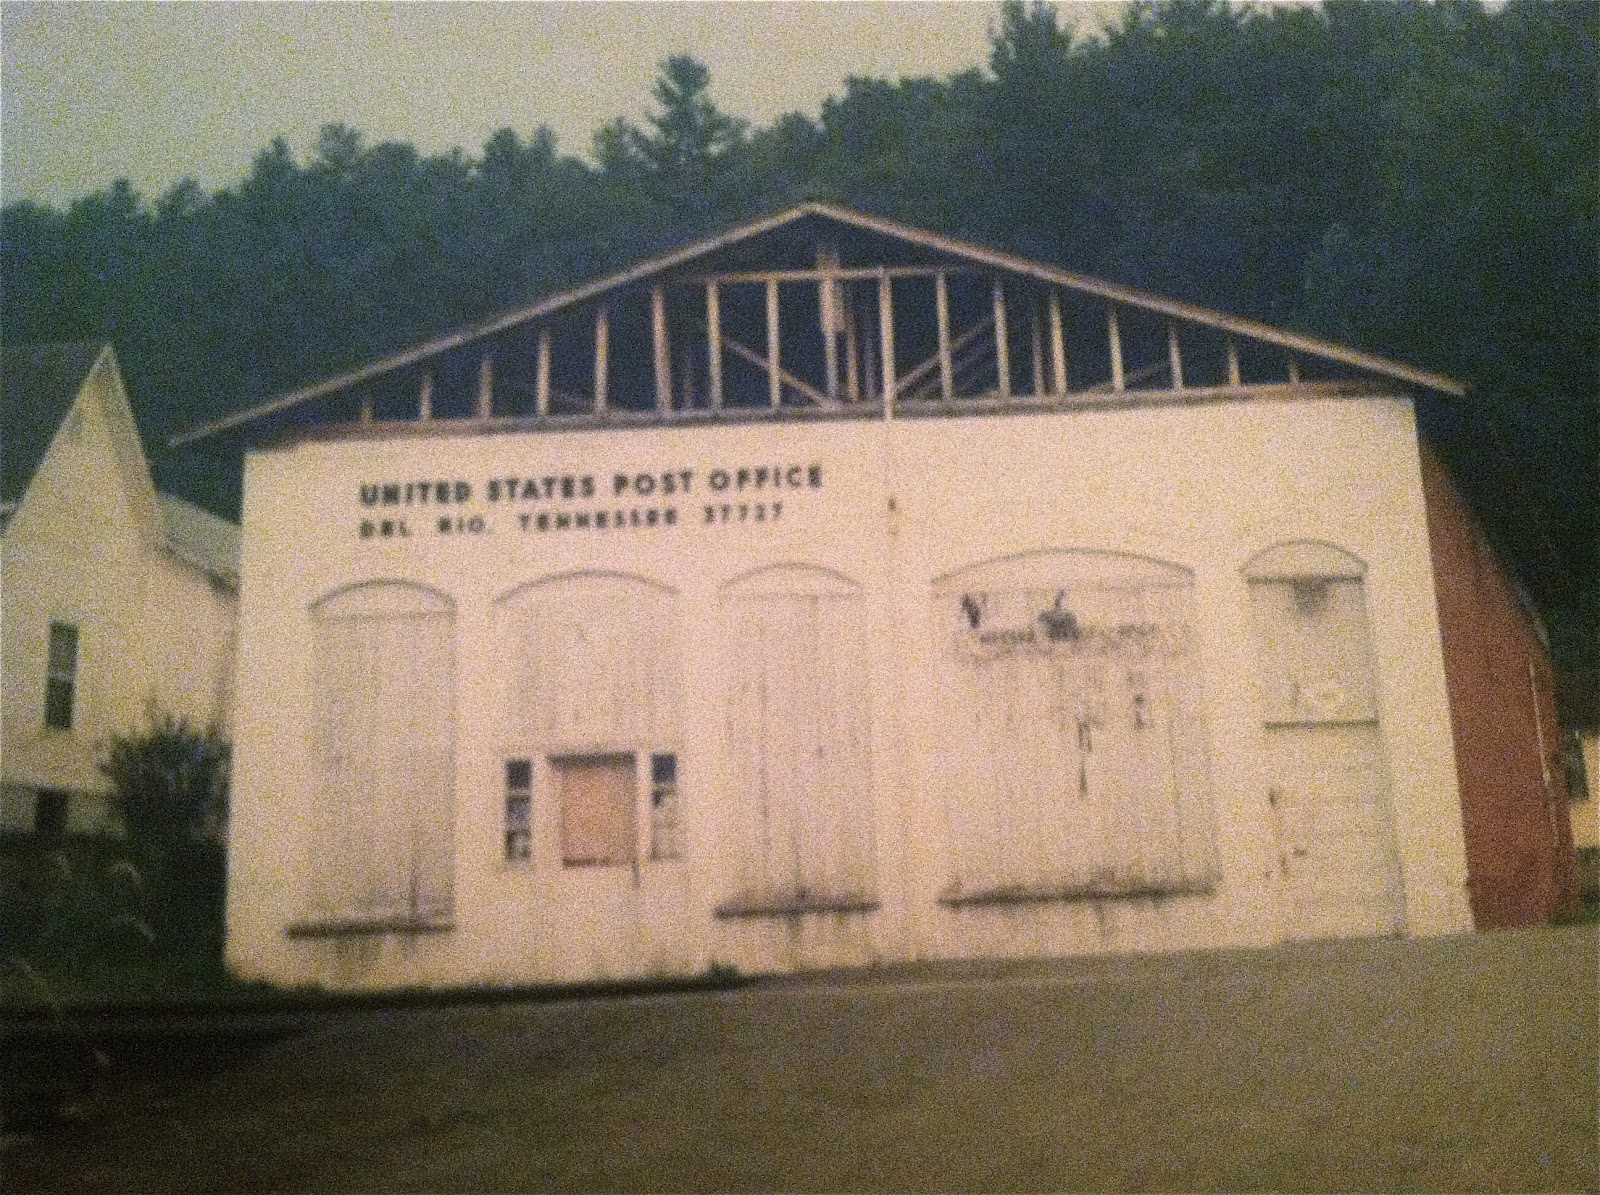 UNITED STATES POST OFFICE
DEL RIO. TENNESSEE 37727